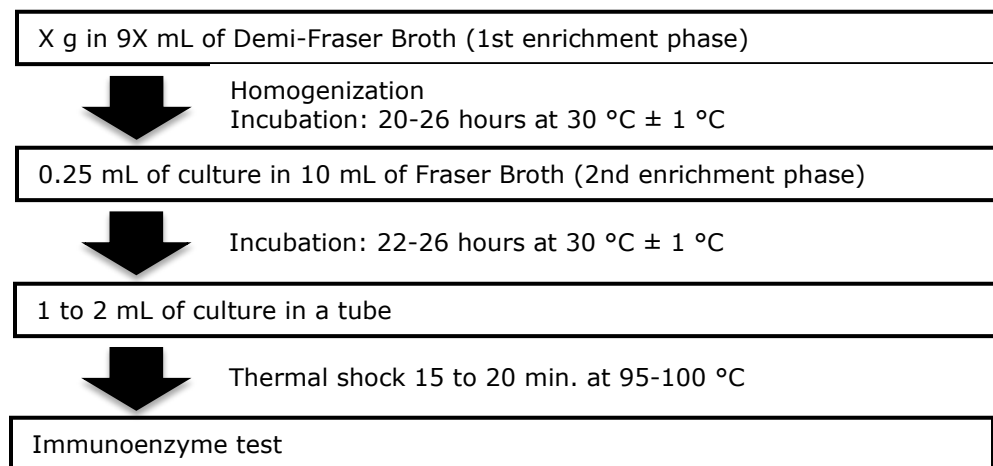 X g in 9X mL of Demi-Fraser Broth (1st enrichment phase)
Homogenization
Incubation: 20-26 hours at 30 °C ± 1 °C
0.25 mL of culture in 10 mL of Fraser Broth (2nd enrichment phase)
Incubation: 22-26 hours at 30 °C ± 1 °C
1 to 2 mL of culture in a tube
Thermal shock 15 to 20 min. at 95-100 °C
Immunoenzyme test